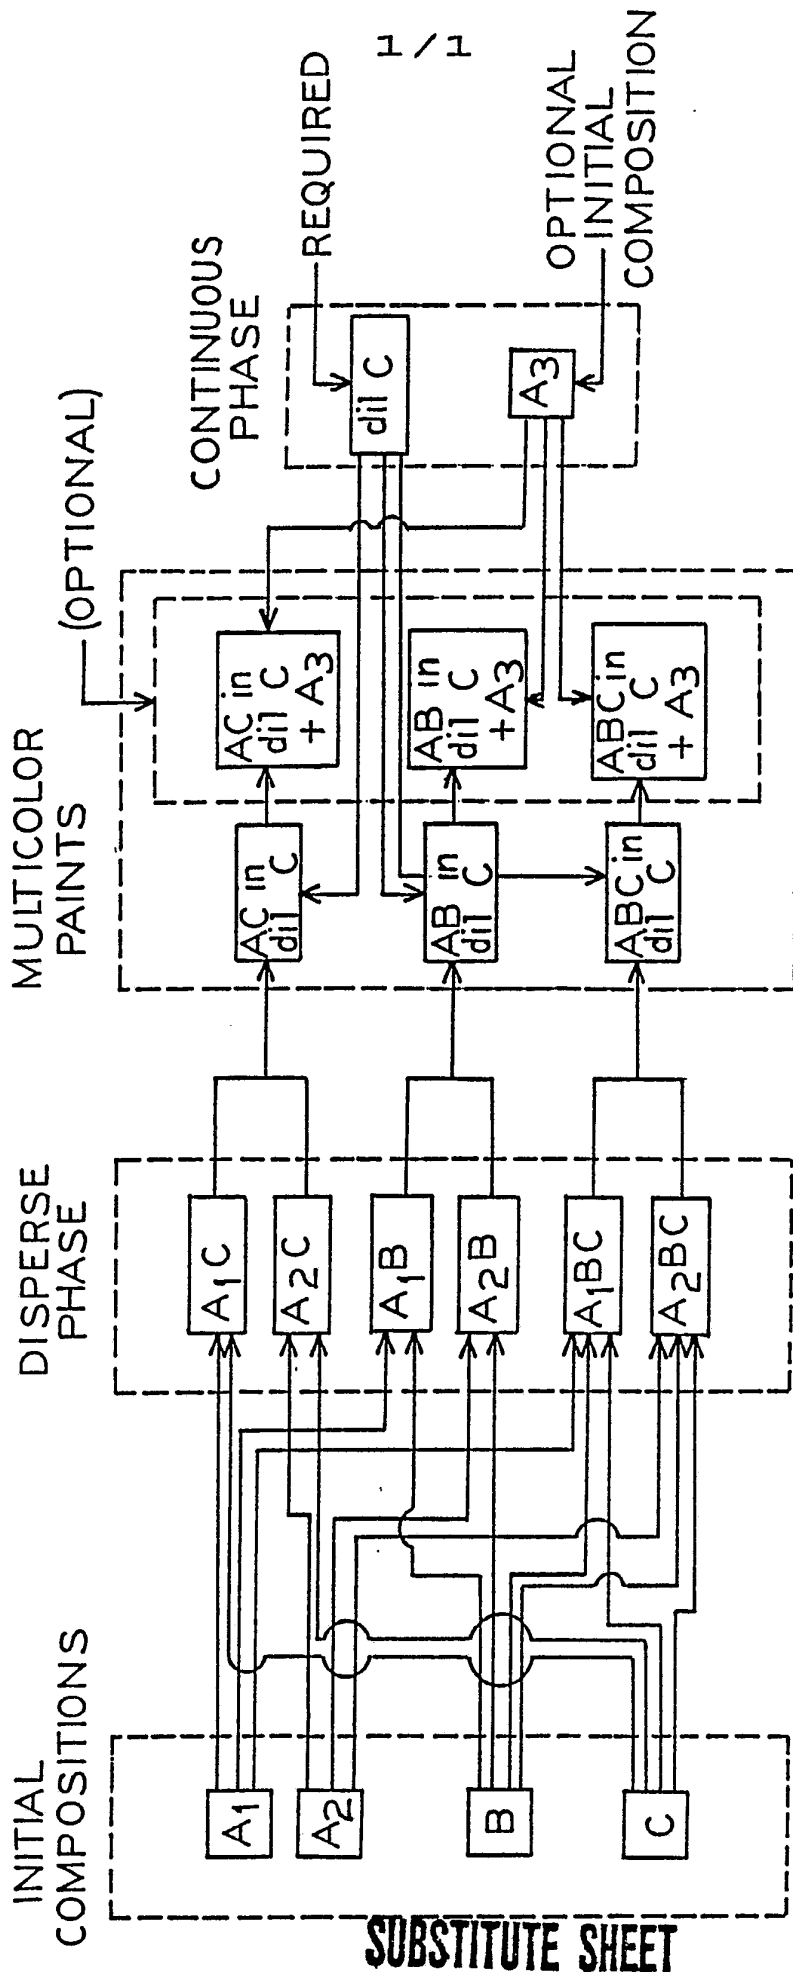 1/1
INITIAL
COMPOSITIONS
A1
A2
B
C
DISPERSE
PHASE
A1C
A2C
A1B
A2B
A1BC
A2BC
MULTICOLOR
PAINTS
(OPTIONAL)
AC in
dil C
AB in
dil C
ABC in
dil C
AC in
dil C
+ A3
AB in
dil C
+ A3
ABC in
dil C
+ A3
CONTINUOUS
PHASE
dil C
A3
REQUIRED
OPTIONAL
INITIAL
COMPOSITION
SUBSTITUTE SHEET